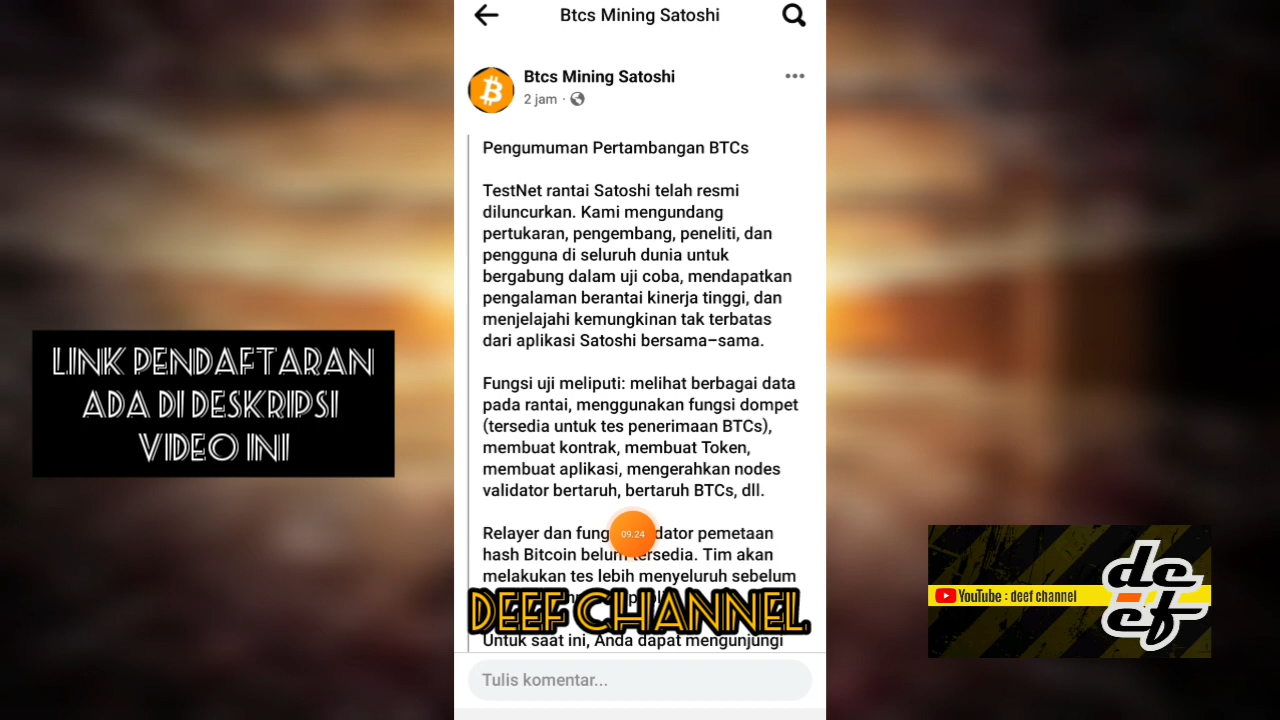 Btcs Mining Satoshi
Btcs Mining Satoshi
2 jam ·
Pengumuman Pertambangan BTCs
TestNet rantai Satoshi telah resmi
diluncurkan. Kami mengundang
pertukaran, pengembang, peneliti, dan
pengguna di seluruh dunia untuk
bergabung dalam uji coba, mendapatkan
pengalaman berantai kinerja tinggi, dan
menjelajahi kemungkinan tak terbatas
dari aplikasi Satoshi bersama-sama.
Fungsi uji meliputi: melihat berbagai data
pada rantai, menggunakan fungsi dompet
(tersedia untuk tes penerimaan BTCs),
membuat kontrak, membuat Token,
membuat aplikasi, mengerahkan nodes
validator bertaruh, bertaruh BTCs, dll.
Relayer dan pemetaan
09:24
hash Bitcoin belum tersedia. Tim akan
melakukan tes lebih menyeluruh sebelum
DEEF CHANNEL
Untuk saat ini, Anda dapat mengunjungi
Tulis komentar...
LINK PENDAFTARAN
ADA DI DESKRIPSI
VIDEO INI
YouTube : deef channel
deef